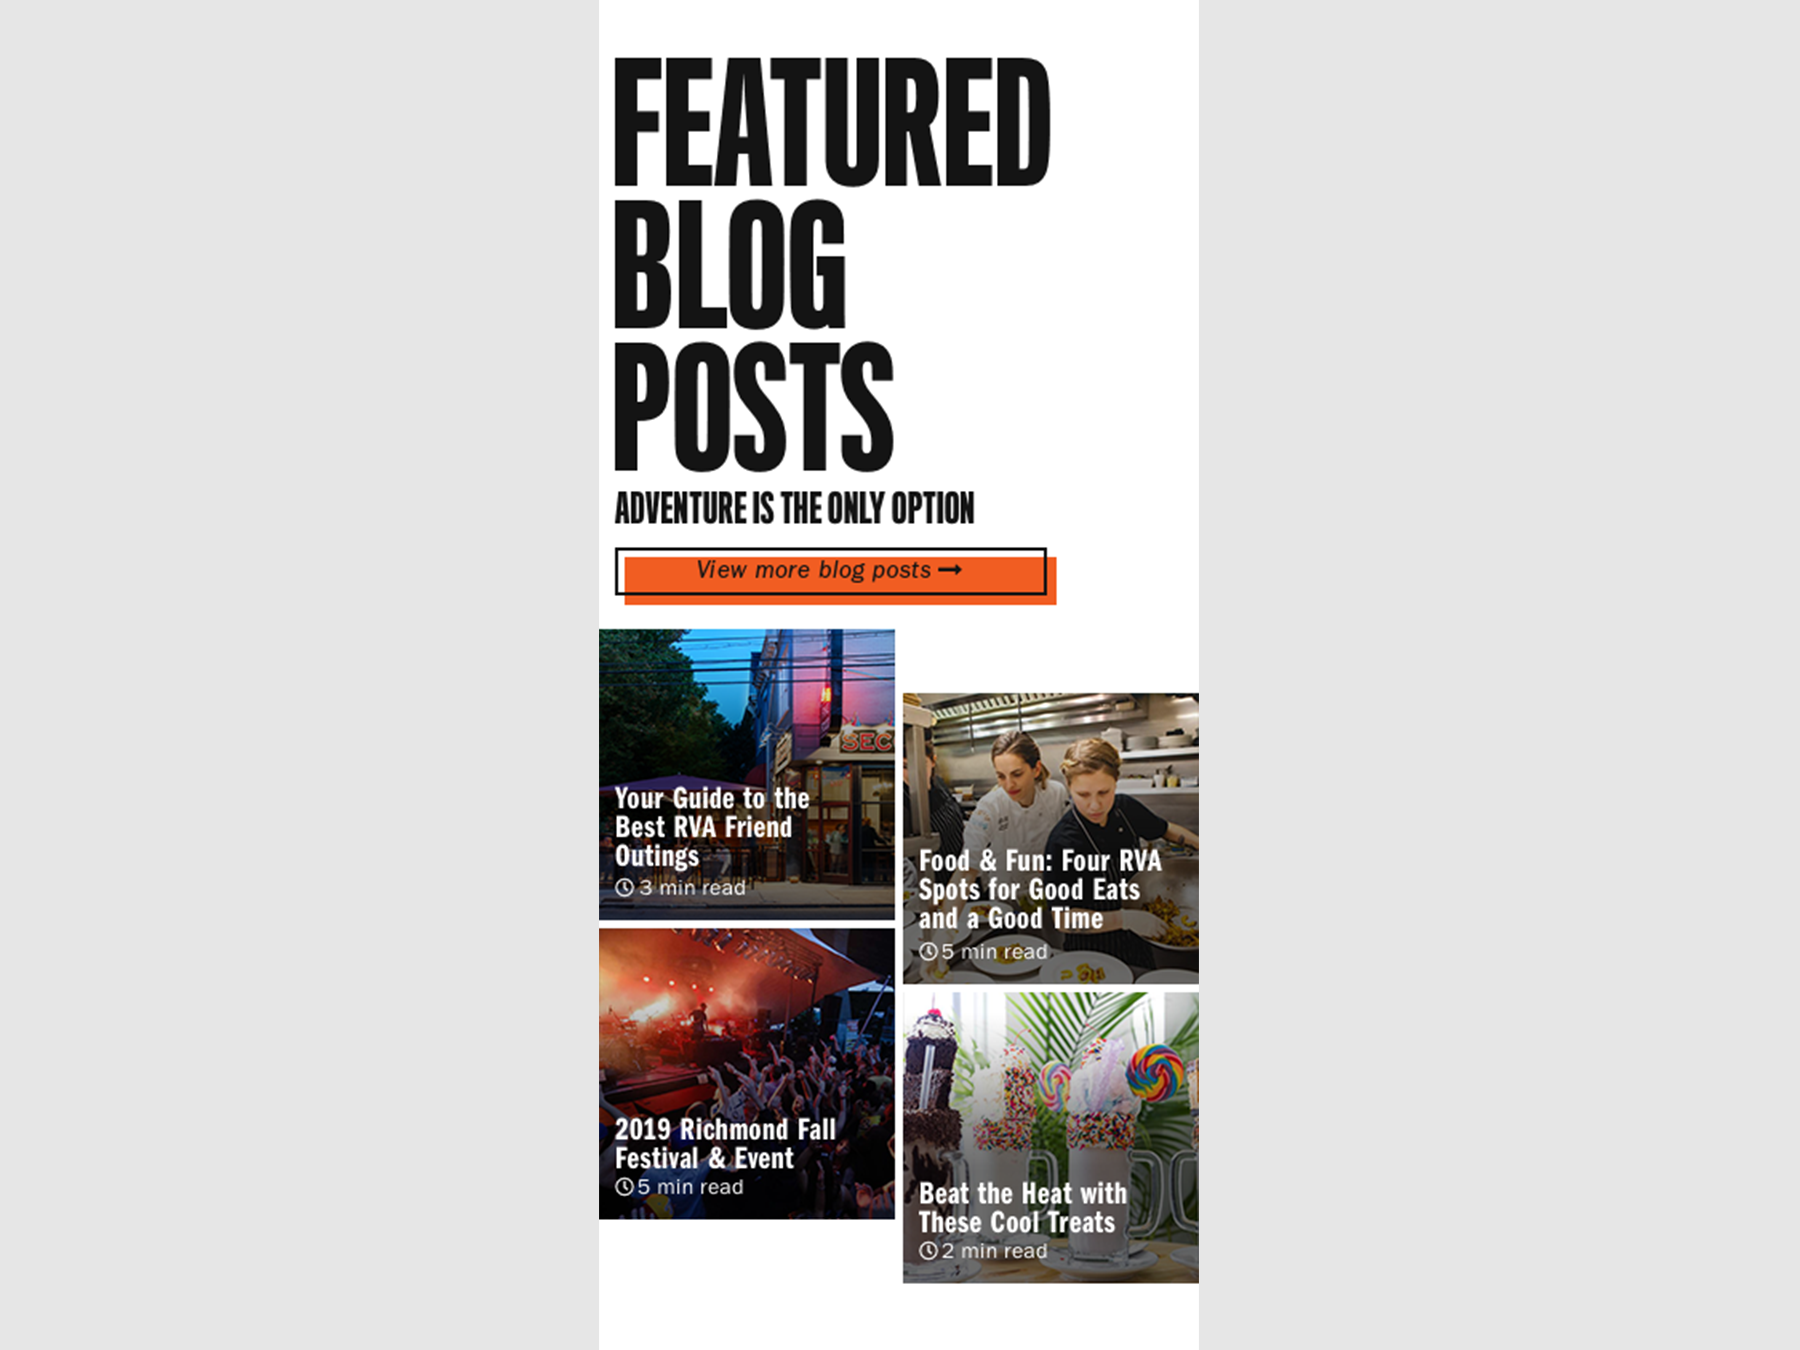 FEATURED
BLOG
POSTS
ADVENTURE IS THE ONLY OPTION
View more blog posts →
SEC
Your Guide to the
Best RVA Friend
Outings
3 min read
Food & Fun: Four RVA
Spots for Good Eats
and a Good Time
5 min read
2019 Richmond Fall
Festival & Event
5 min read
Beat the Heat with
These Cool Treats
2 min read